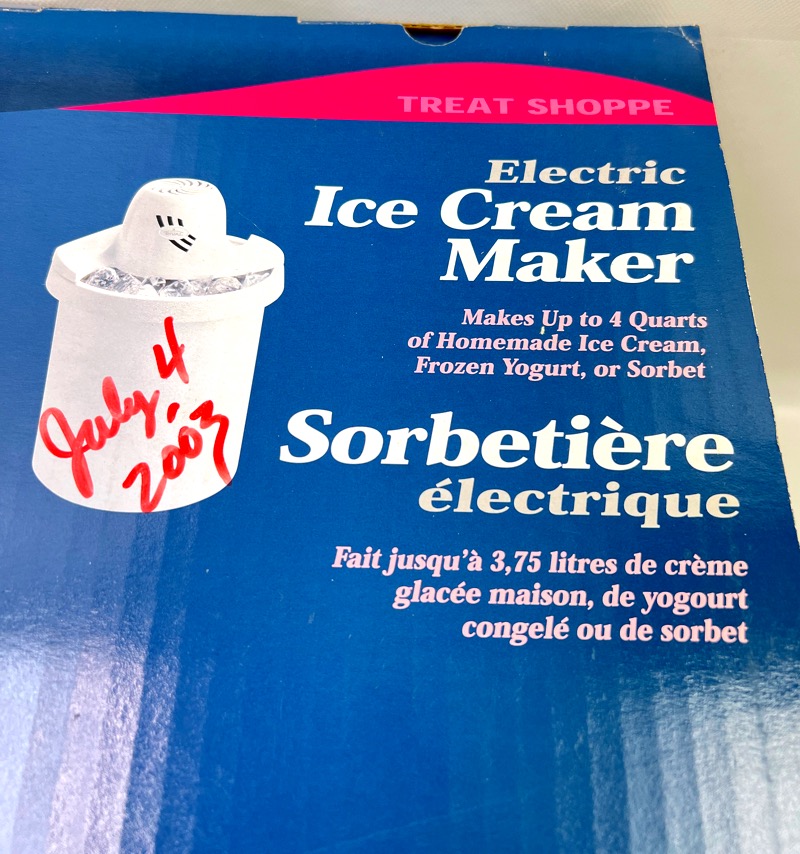 TREAT SHOPPE
Electric
Ice Cream
Maker
Makes Up to 4 Quarts
of Homemade Ice Cream,
Frozen Yogurt, or Sorbet
July 4,
2003
Sorbetière
électrique
Fait jusqu'à 3,75 litres de crème
glacée maison, de yogourt
congelé ou de sorbet